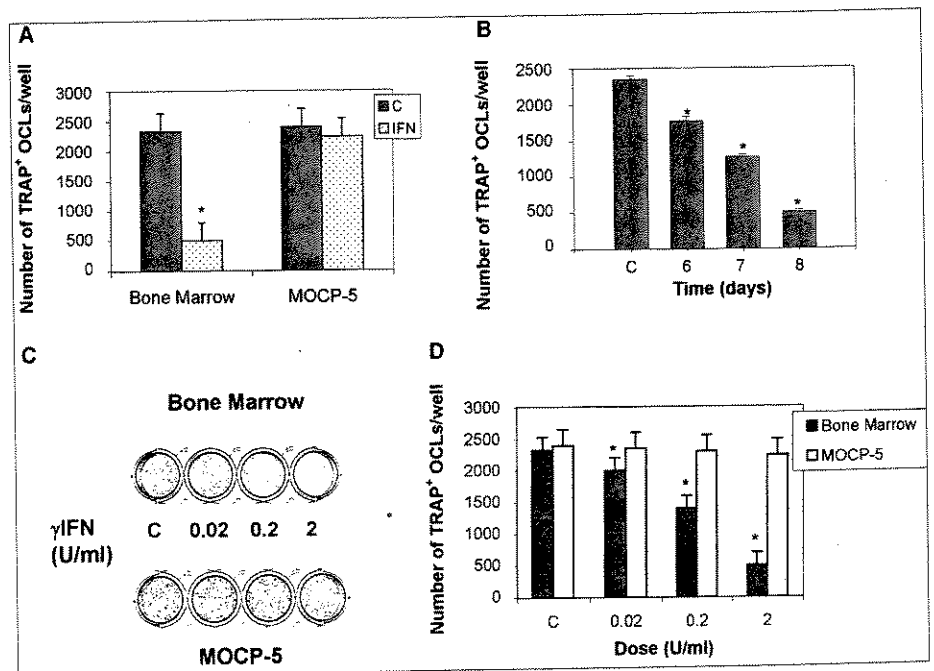 A
Number of TRAP⁺ OCLs/well
3000
2500
2000
1500
1000
500
0
C
IFN
*
Bone Marrow
MOCP-5
B
Number of TRAP⁺ OCLs/well
2500
2000
1500
1000
500
0
*
*
*
C
6
7
8
Time (days)
C
Bone Marrow
γIFN
(U/ml)
C
0.02
0.2
2
MOCP-5
D
Number of TRAP⁺ OCLs/well
3000
2500
2000
1500
1000
500
0
Bone Marrow
MOCP-5
*
*
*
C
0.02
0.2
2
Dose (U/ml)